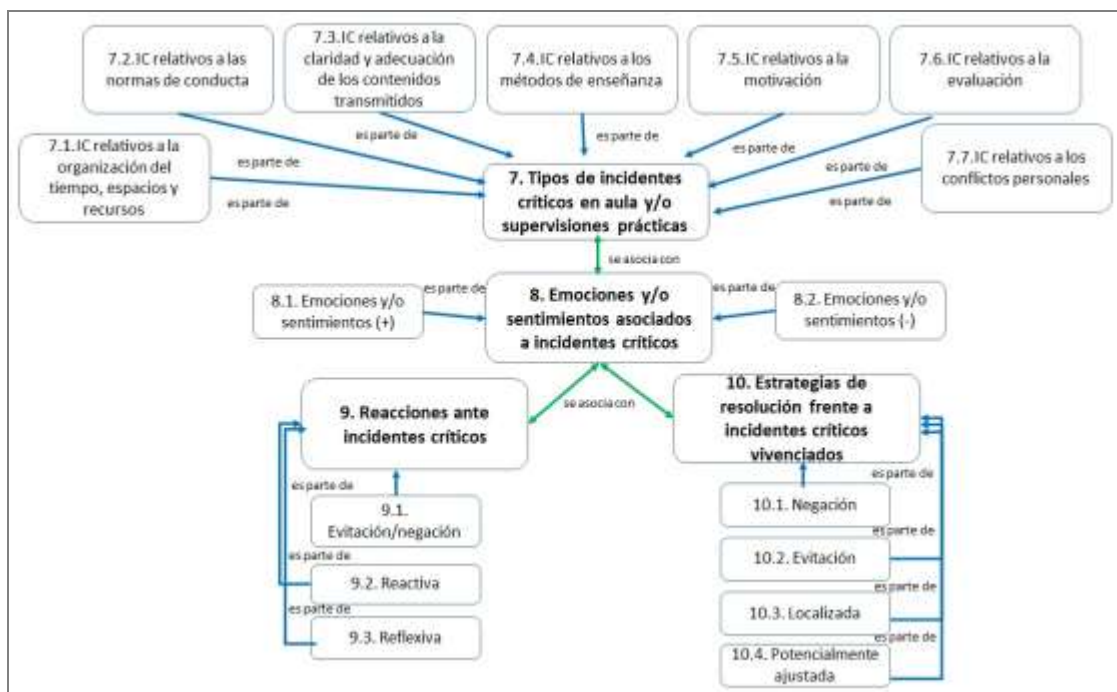 7.2.IC relativos a las
normas de conducta
7.3.IC relativos a la
claridad y adecuación
de los contenidos
transmitidos
7.4.IC relativos a los
métodos de enseñanza
7.5.IC relativos a la
motivación
7.6.IC relativos a la
evaluación
es parte de
es parte de
es parte de
es parte de
es parte de
7.1.IC relativos a la
organización del
tiempo, espacios y
recursos
es parte de
7. Tipos de incidentes
críticos en aula y/o
supervisiones prácticas
es parte de
7.7.IC relativos a los
conflictos personales
se asocia con
8.1. Emociones y/o
sentimientos (+)
es parte de
8. Emociones y/o
sentimientos asociados
a incidentes críticos
es parte de
8.2. Emociones y/o
sentimientos (-)
9. Reacciones ante
incidentes críticos
se asocia con
10. Estrategias de
resolución frente a
incidentes críticos
vivenciados
es parte de
9.1.
Evitación/negación
es parte de
9.2. Reactiva
es parte de
9.3. Reflexiva
es parte de
10.1. Negación
es parte de
10.2. Evitación
es parte de
10.3. Localizada
es parte de
10.4. Potencialmente
ajustada